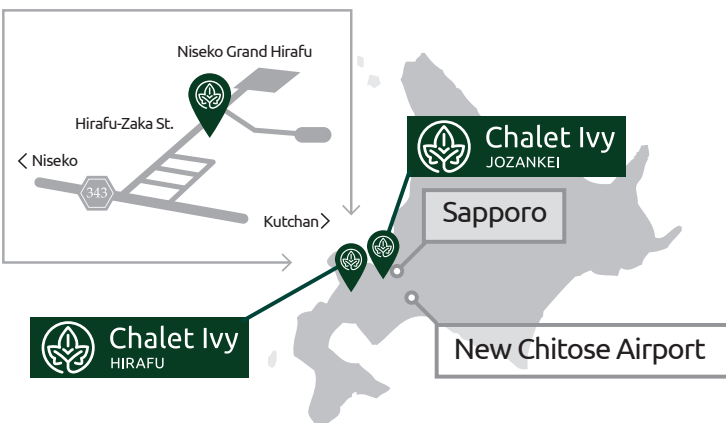 Niseko Grand Hirafu
Hirafu-Zaka St.
< Niseko
343
Kutchan >
Chalet Ivy
JOZANKEI
Sapporo
Chalet Ivy
HIRAFU
New Chitose Airport